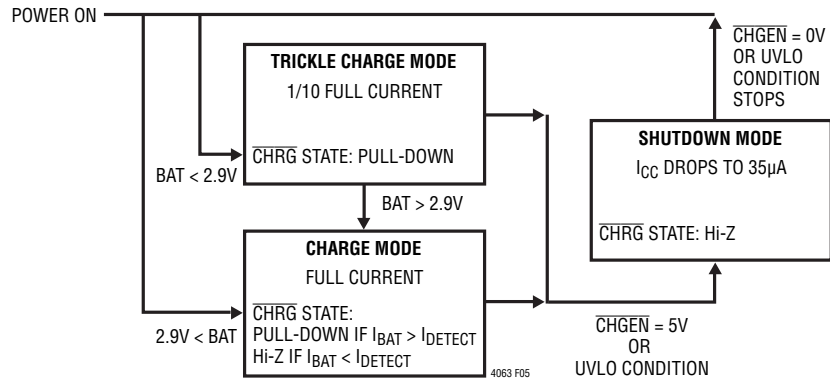 POWER ON
TRICKLE CHARGE MODE
1/10 FULL CURRENT
CHRG STATE: PULL-DOWN
BAT < 2.9V
BAT > 2.9V
CHARGE MODE
FULL CURRENT
CHRG STATE:
PULL-DOWN IF IBAT > IDETECT
Hi-Z IF IBAT < IDETECT
2.9V < BAT
4063 F05
CHGEN = 0V
OR UVLO
CONDITION
STOPS
SHUTDOWN MODE
ICC DROPS TO 35µA
CHRG STATE: Hi-Z
CHGEN = 5V
OR
UVLO CONDITION